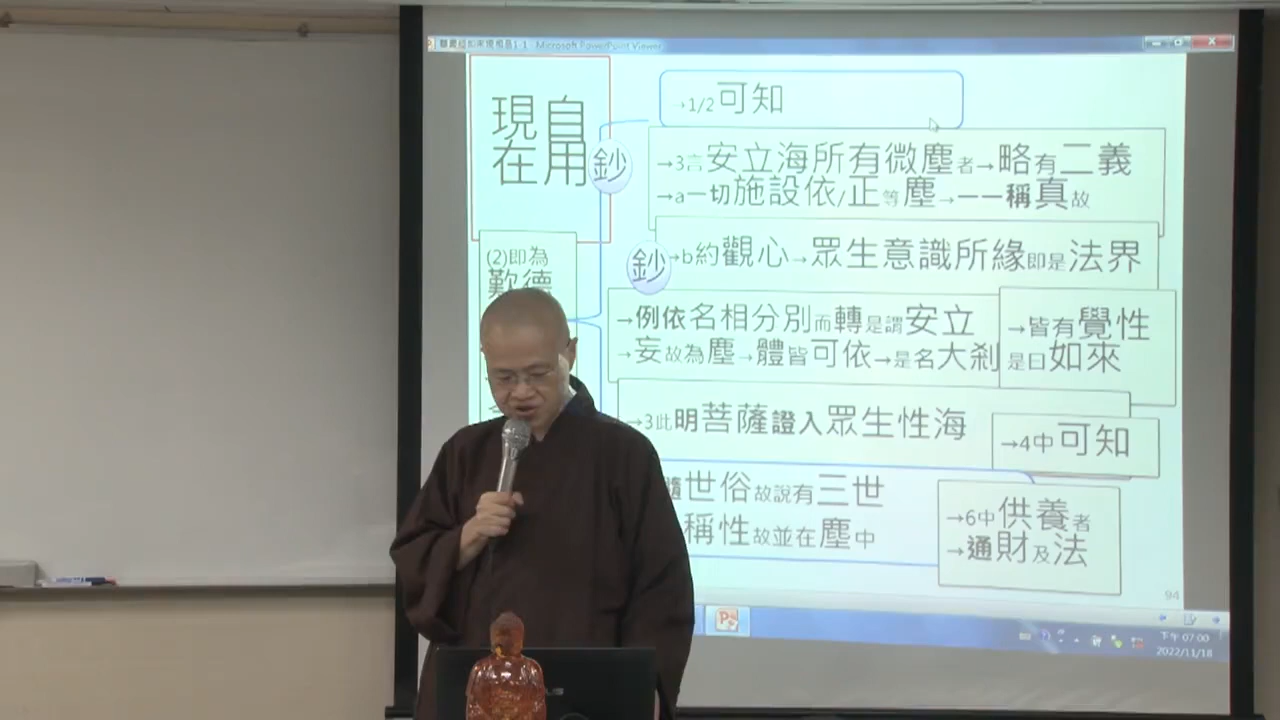 華嚴經如來現相品1-1 - Microsoft PowerPoint Viewer
現自
在用
鈔
→1/2可知
→3言安立海所有微塵者→略有二義
→a一切施設依/正等塵→一一稱真故
(2)即為
歎德
鈔
→b約觀心→眾生意識所緣即是法界
→例依名相分別而轉是謂安立
→妄故為塵→體皆可依→是名大剎
→皆有覺性
是曰如來
→3此明菩薩證入眾生性海
→4中可知
隨世俗故說有三世
稱性故並在塵中
→6中供養者
→通財及法
94
下午 07:00
2022/11/18